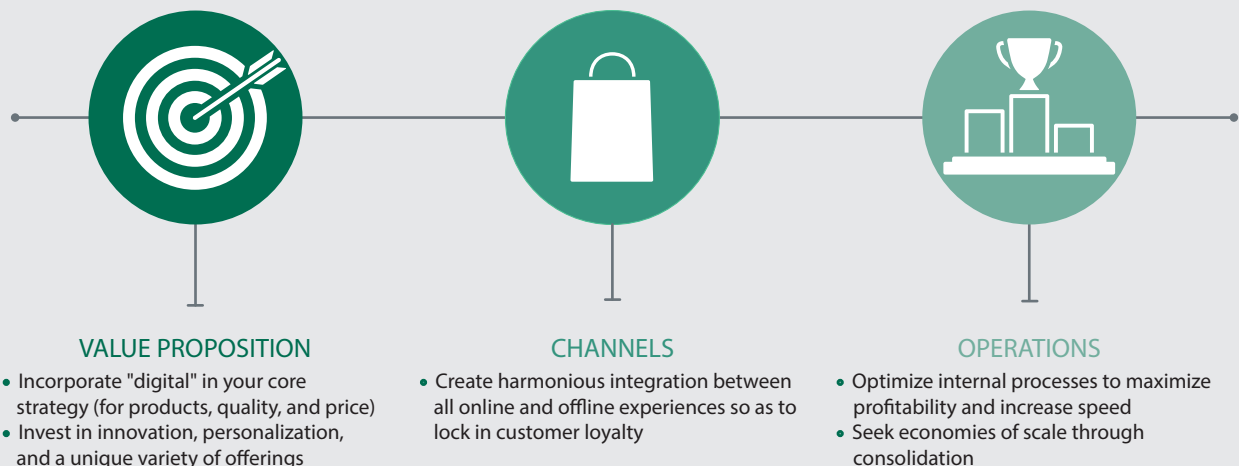 VALUE PROPOSITION
• Incorporate "digital" in your core
strategy (for products, quality, and price)
• Invest in innovation, personalization,
and a unique variety of offerings
CHANNELS
• Create harmonious integration between
all online and offline experiences so as to
lock in customer loyalty
OPERATIONS
• Optimize internal processes to maximize
profitability and increase speed
• Seek economies of scale through
consolidation